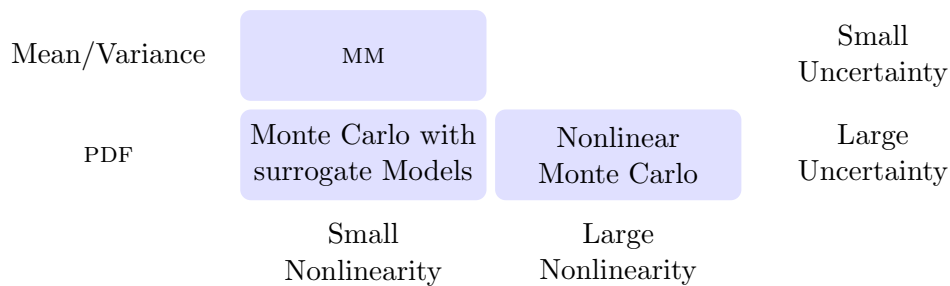 Mean/Variance
MM
Small
Uncertainty
PDF
Monte Carlo with
surrogate Models
Nonlinear
Monte Carlo
Large
Uncertainty
Small
Nonlinearity
Large
Nonlinearity